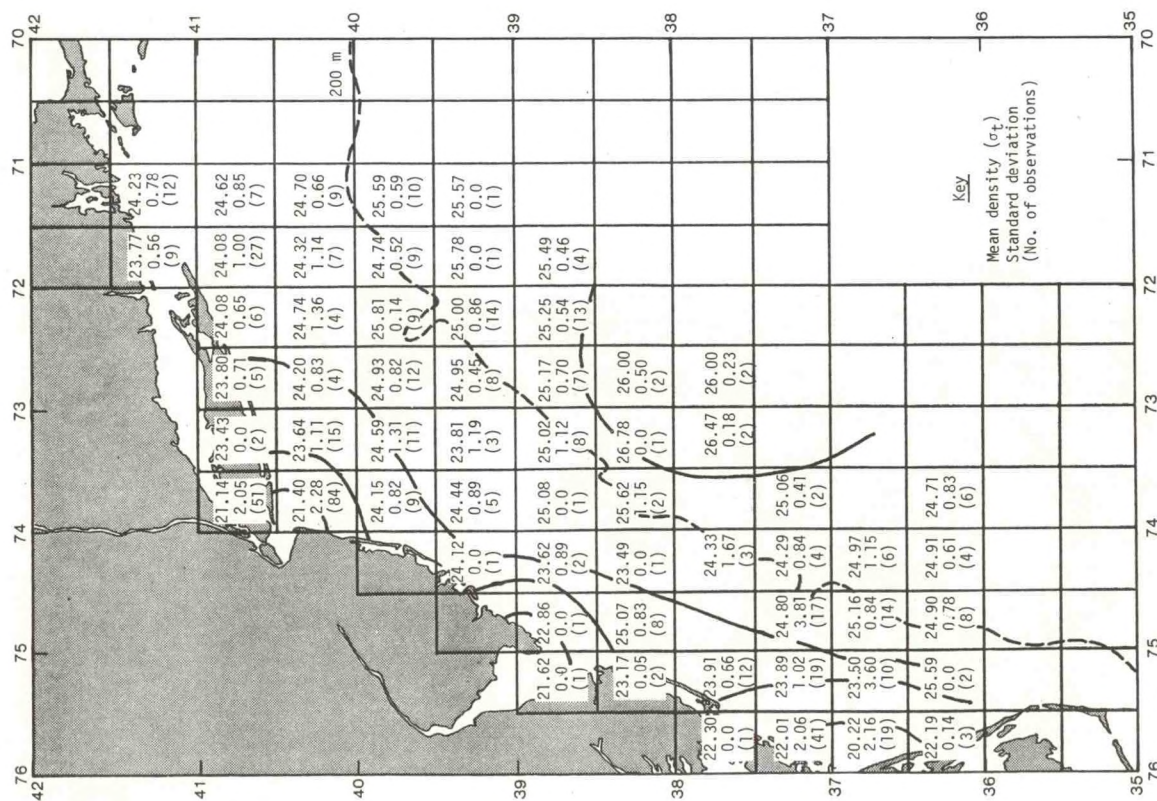 76 75 74 73 72 71 70
42 42
23.77 24.23
0.56 0.78
(9) (12)
41 41
21.14 23.43 23.80 24.08 24.08 24.62
2.05 0.0 0.71 0.65 1.00 0.85
(51) (2) (5) (6) (27) (7)
21.40 23.64 24.20 24.74 24.32 24.70
2.28 1.11 0.83 1.36 1.14 0.66
(84) (15) (4) (4) (7) (9)
200 m
40 40
24.15 24.59 24.93 25.81 24.74 25.59
0.82 1.31 0.82 0.14 0.52 0.59
(9) (11) (12) (9) (9) (10)
24.12 24.44 23.81 24.95 25.00 25.78 25.57
0.0 0.89 1.19 0.45 0.86 0.0 0.0
(1) (5) (3) (8) (14) (1) (1)
39 39
21.62 22.86 23.62 25.08 25.02 25.17 25.25 25.49
0.0 0.0 0.89 0.0 1.12 0.70 0.54 0.46
(1) (1) (2) (1) (8) (7) (13) (4)
23.17 25.07 23.49 25.62 26.78 26.00
0.05 0.83 0.0 1.15 0.0 0.50
(2) (8) (1) (2) (1) (2)
38 38
22.30 23.91 24.33 26.47 26.00
0.0 0.66 1.67 0.18 0.23
(1) (12) (3) (2) (2)
22.01 23.89 24.80 24.29 25.06
2.06 1.02 3.81 0.84 0.41
(41) (19) (17) (4) (2)
37 37
20.22 23.50 25.16 24.97
2.16 3.60 0.84 1.15
(19) (10) (14) (6)
22.19 25.59 24.90 24.91 24.71
0.14 0.0 0.78 0.61 0.83
(3) (2) (8) (4) (6)
Key
Mean density (σt)
Standard deviation
(No. of observations)
36 36
35 35
76 75 74 73 72 71 70